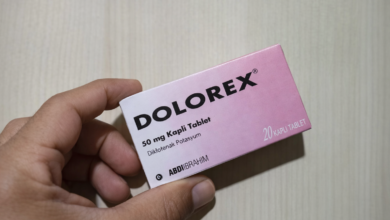 DOLOREX®
50 mg Kaplı Tablet
Diklofenak Potasyum
ABDİİBRAHİM
20 KAPLI TABLET